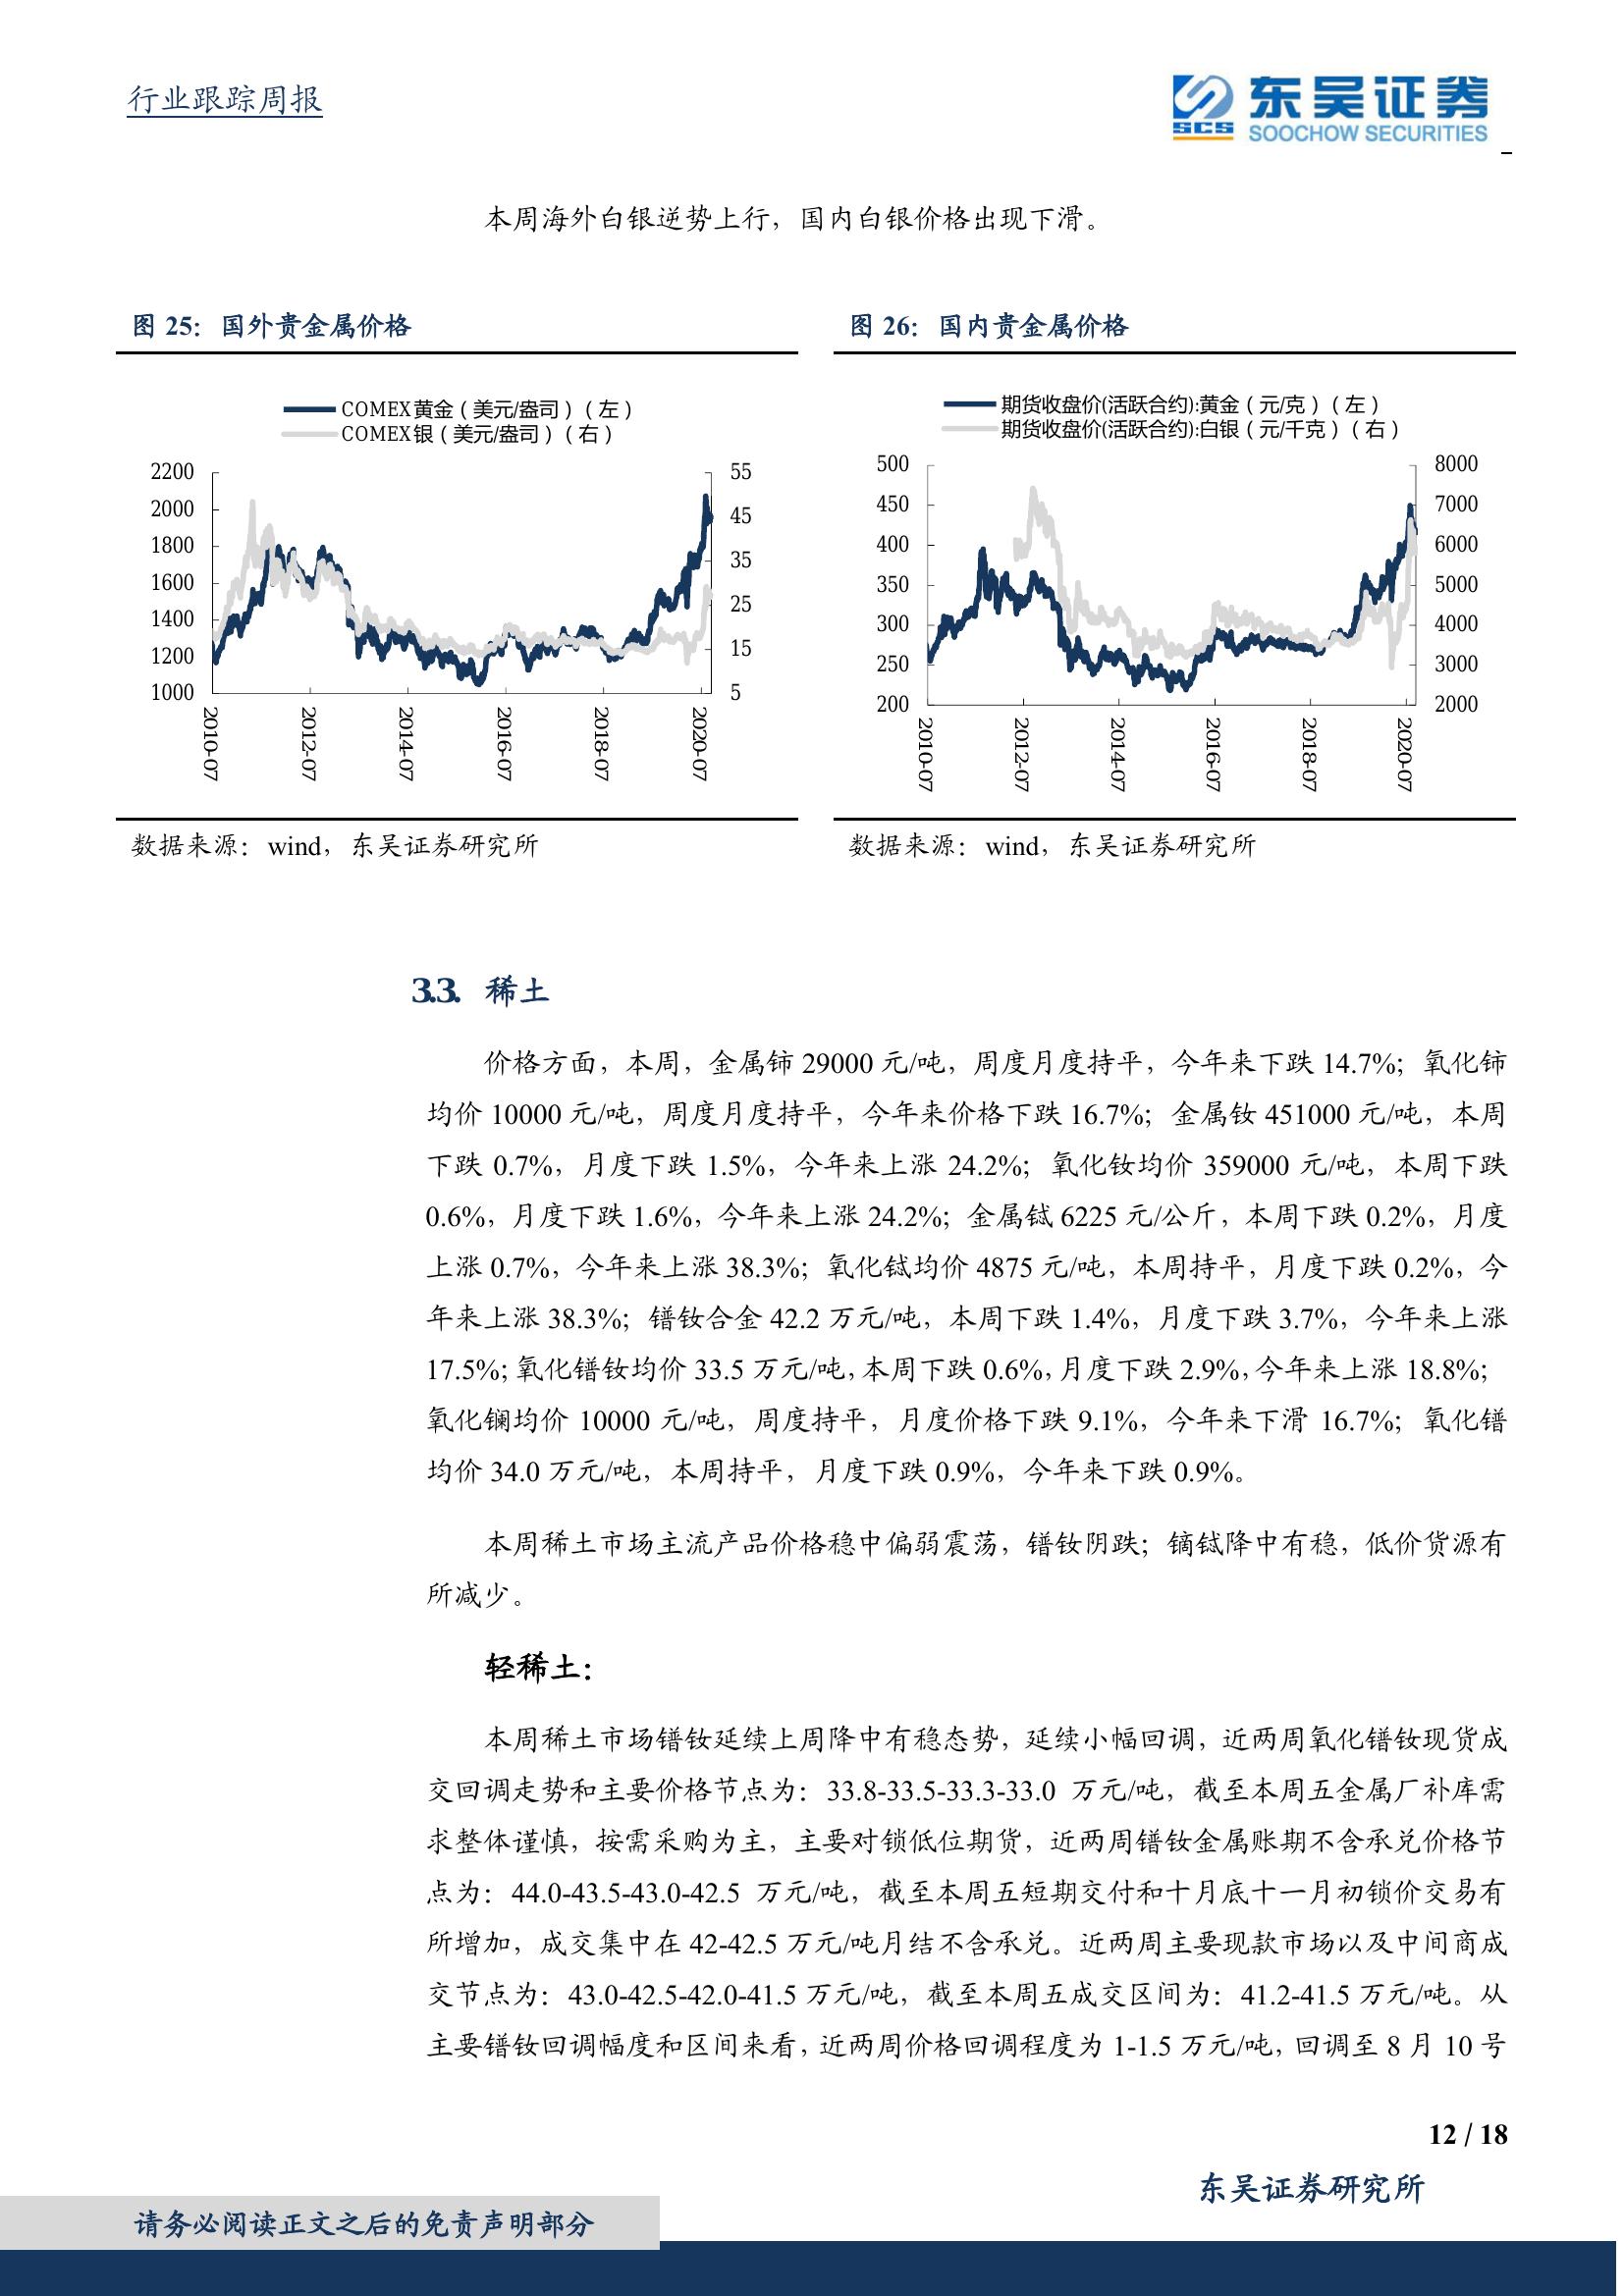 行业跟踪周报
SCS
东吴证券
SOOCHOW SECURITIES
本周海外白银逆势上行，国内白银价格出现下滑。
图 25：国外贵金属价格
COMEX黄金（美元/盎司）（左）
COMEX银（美元/盎司）（右）
2200
2000
1800
1600
1400
1200
1000
55
45
35
25
15
5
2010-07
2012-07
2014-07
2016-07
2018-07
2020-07
数据来源：wind，东吴证券研究所
图 26：国内贵金属价格
期货收盘价(活跃合约):黄金（元/克）（左）
期货收盘价(活跃合约):白银（元/千克）（右）
500
450
400
350
300
250
200
8000
7000
6000
5000
4000
3000
2000
2010-07
2012-07
2014-07
2016-07
2018-07
2020-07
数据来源：wind，东吴证券研究所
3.3. 稀土
价格方面，本周，金属铈 29000 元/吨，周度月度持平，今年来下跌 14.7%；氧化铈
均价 10000 元/吨，周度月度持平，今年来价格下跌 16.7%；金属钕 451000 元/吨，本周
下跌 0.7%，月度下跌 1.5%，今年来上涨 24.2%；氧化钕均价 359000 元/吨，本周下跌
0.6%，月度下跌 1.6%，今年来上涨 24.2%；金属铽 6225 元/公斤，本周下跌 0.2%，月度
上涨 0.7%，今年来上涨 38.3%；氧化铽均价 4875 元/吨，本周持平，月度下跌 0.2%，今
年来上涨 38.3%；镨钕合金 42.2 万元/吨，本周下跌 1.4%，月度下跌 3.7%，今年来上涨
17.5%；氧化镨钕均价 33.5 万元/吨，本周下跌 0.6%，月度下跌 2.9%，今年来上涨 18.8%；
氧化镧均价 10000 元/吨，周度持平，月度价格下跌 9.1%，今年来下滑 16.7%；氧化镨
均价 34.0 万元/吨，本周持平，月度下跌 0.9%，今年来下跌 0.9%。
本周稀土市场主流产品价格稳中偏弱震荡，镨钕阴跌；镝铽降中有稳，低价货源有
所减少。
轻稀土：
本周稀土市场镨钕延续上周降中有稳态势，延续小幅回调，近两周氧化镨钕现货成
交回调走势和主要价格节点为：33.8-33.5-33.3-33.0 万元/吨，截至本周五金属厂补库需
求整体谨慎，按需采购为主，主要对锁低位期货，近两周镨钕金属账期不含承兑价格节
点为：44.0-43.5-43.0-42.5 万元/吨，截至本周五短期交付和十月底十一月初锁价交易有
所增加，成交集中在 42-42.5 万元/吨月结不含承兑。近两周主要现款市场以及中间商成
交节点为：43.0-42.5-42.0-41.5 万元/吨，截至本周五成交区间为：41.2-41.5 万元/吨。从
主要镨钕回调幅度和区间来看，近两周价格回调程度为 1-1.5 万元/吨，回调至 8 月 10 号
12 / 18
东吴证券研究所
请务必阅读正文之后的免责声明部分